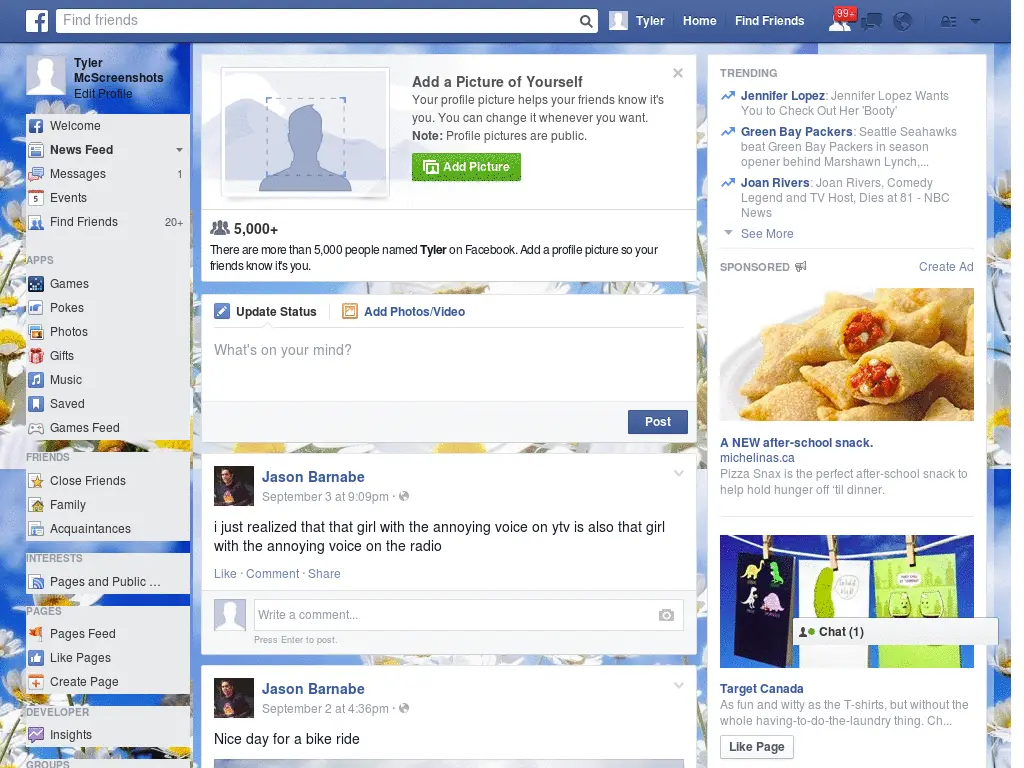 Find friends
Tyler
Home
Find Friends
99+
Tyler
McScreenshots
Edit Profile
Welcome
News Feed
Messages 1
Events
Find Friends 20+
APPS
Games
Pokes
Photos
Gifts
Music
Saved
Games Feed
FRIENDS
Close Friends
Family
Acquaintances
INTERESTS
Pages and Public ...
PAGES
Pages Feed
Like Pages
Create Page
DEVELOPER
Insights
GROUPS
Add a Picture of Yourself
Your profile picture helps your friends know it's
you. You can change it whenever you want.
Note: Profile pictures are public.
Add Picture
5,000+
There are more than 5,000 people named Tyler on Facebook. Add a profile picture so your
friends know it's you.
Update Status
Add Photos/Video
What's on your mind?
Post
Jason Barnabe
September 3 at 9:09pm ·
i just realized that that girl with the annoying voice on ytv is also that girl
with the annoying voice on the radio
Like · Comment · Share
Write a comment...
Press Enter to post.
Jason Barnabe
September 2 at 4:36pm ·
Nice day for a bike ride
TRENDING
Jennifer Lopez: Jennifer Lopez Wants
You to Check Out Her 'Booty'
Green Bay Packers: Seattle Seahawks
beat Green Bay Packers in season
opener behind Marshawn Lynch,...
Joan Rivers: Joan Rivers, Comedy
Legend and TV Host, Dies at 81 - NBC
News
See More
SPONSORED
Create Ad
A NEW after-school snack.
michelinas.ca
Pizza Snax is the perfect after-school snack to
help hold hunger off 'til dinner.
Chat (1)
Target Canada
As fun and witty as the T-shirts, but without the
whole having-to-do-the-laundry thing. Ch...
Like Page